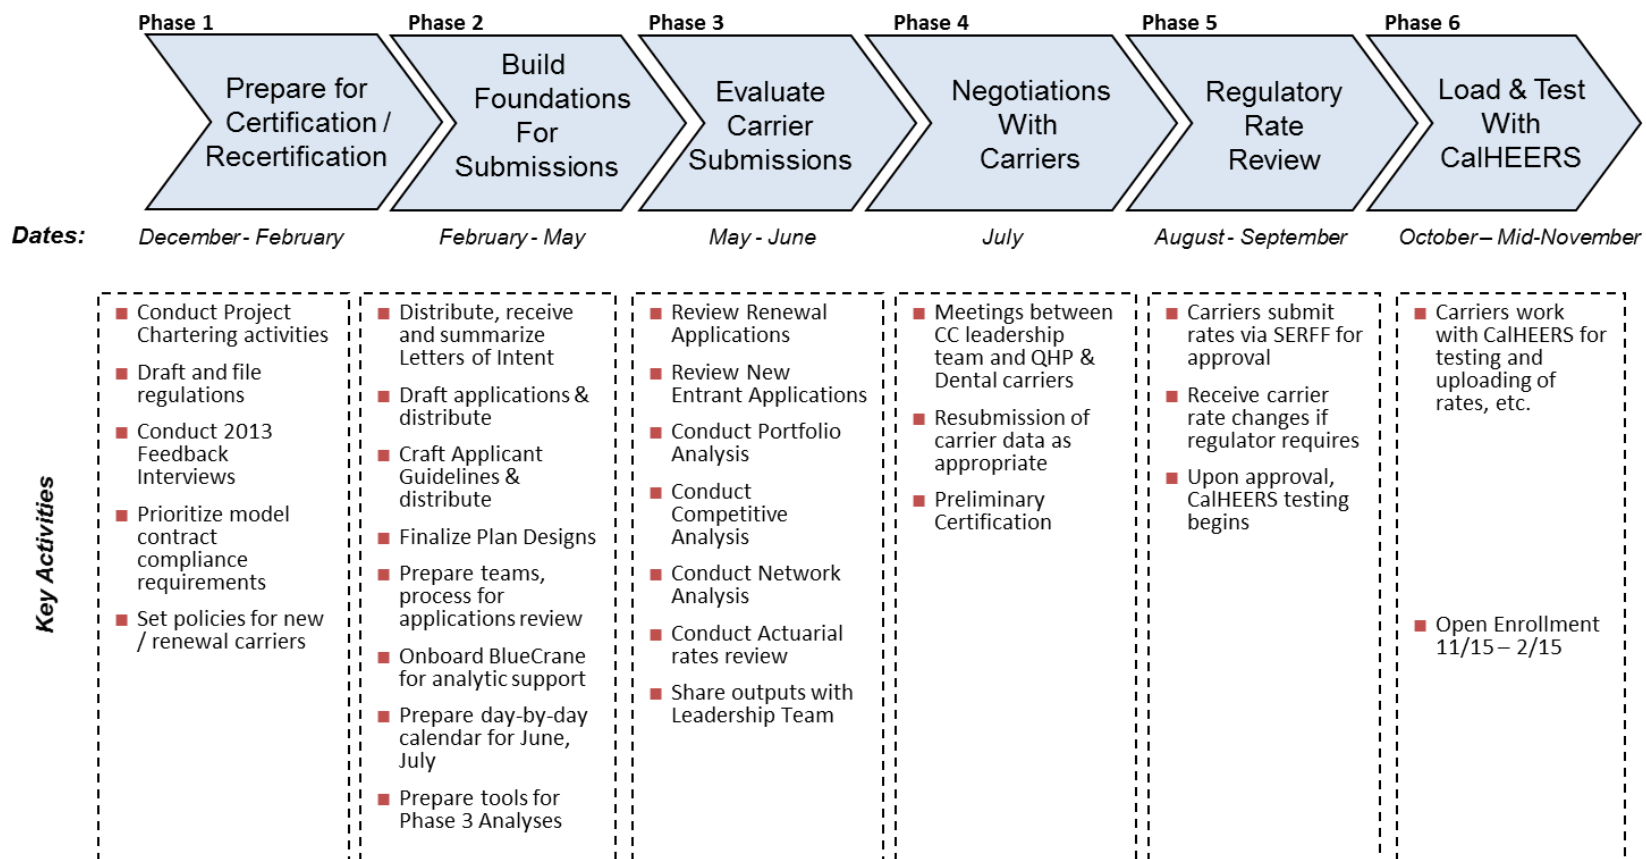 Phase 1
Phase 2
Phase 3
Phase 4
Phase 5
Phase 6
Prepare for
Certification /
Recertification
Build
Foundations
For
Submissions
Evaluate
Carrier
Submissions
Negotiations
With
Carriers
Regulatory
Rate
Review
Load & Test
With
CalHEERS
Dates:
December - February
February - May
May - June
July
August - September
October – Mid-November
Key Activities
Conduct Project
Chartering activities
Draft and file
regulations
Conduct 2013
Feedback
Interviews
Prioritize model
contract
compliance
requirements
Set policies for new
/ renewal carriers
Distribute, receive
and summarize
Letters of Intent
Draft applications &
distribute
Craft Applicant
Guidelines &
distribute
Finalize Plan Designs
Prepare teams,
process for
applications review
Onboard BlueCrane
for analytic support
Prepare day-by-day
calendar for June,
July
Prepare tools for
Phase 3 Analyses
Review Renewal
Applications
Review New
Entrant Applications
Conduct Portfolio
Analysis
Conduct
Competitive
Analysis
Conduct Network
Analysis
Conduct Actuarial
rates review
Share outputs with
Leadership Team
Meetings between
CC leadership
team and QHP &
Dental carriers
Resubmission of
carrier data as
appropriate
Preliminary
Certification
Carriers submit
rates via SERFF for
approval
Receive carrier
rate changes if
regulator requires
Upon approval,
CalHEERS testing
begins
Carriers work
with CalHEERS for
testing and
uploading of
rates, etc.
Open Enrollment
11/15 – 2/15